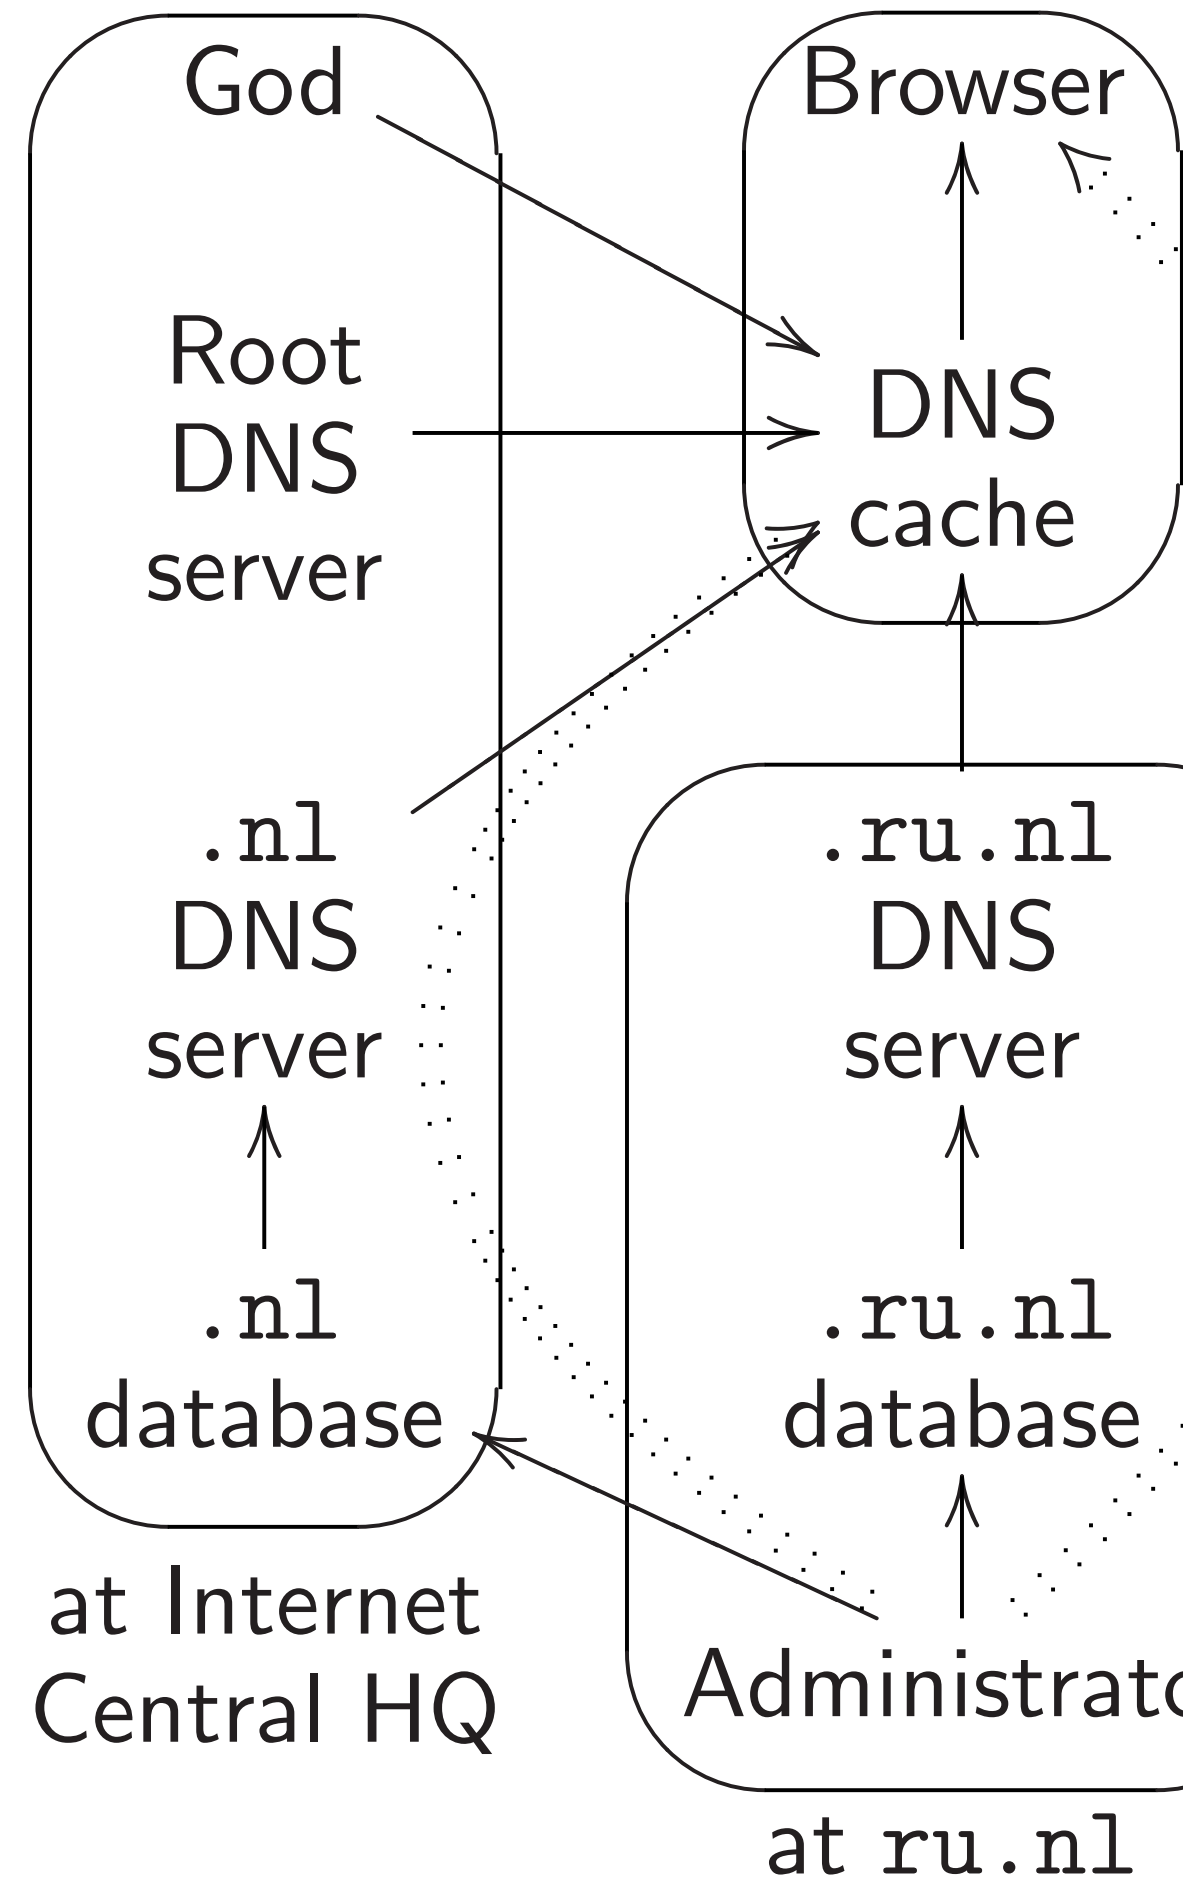 God
Root
DNS
server
.nl
DNS
server
.nl
database
at Internet
Central HQ
Browser
DNS
cache
.ru.nl
DNS
server
.ru.nl
database
Administrato
at ru.nl